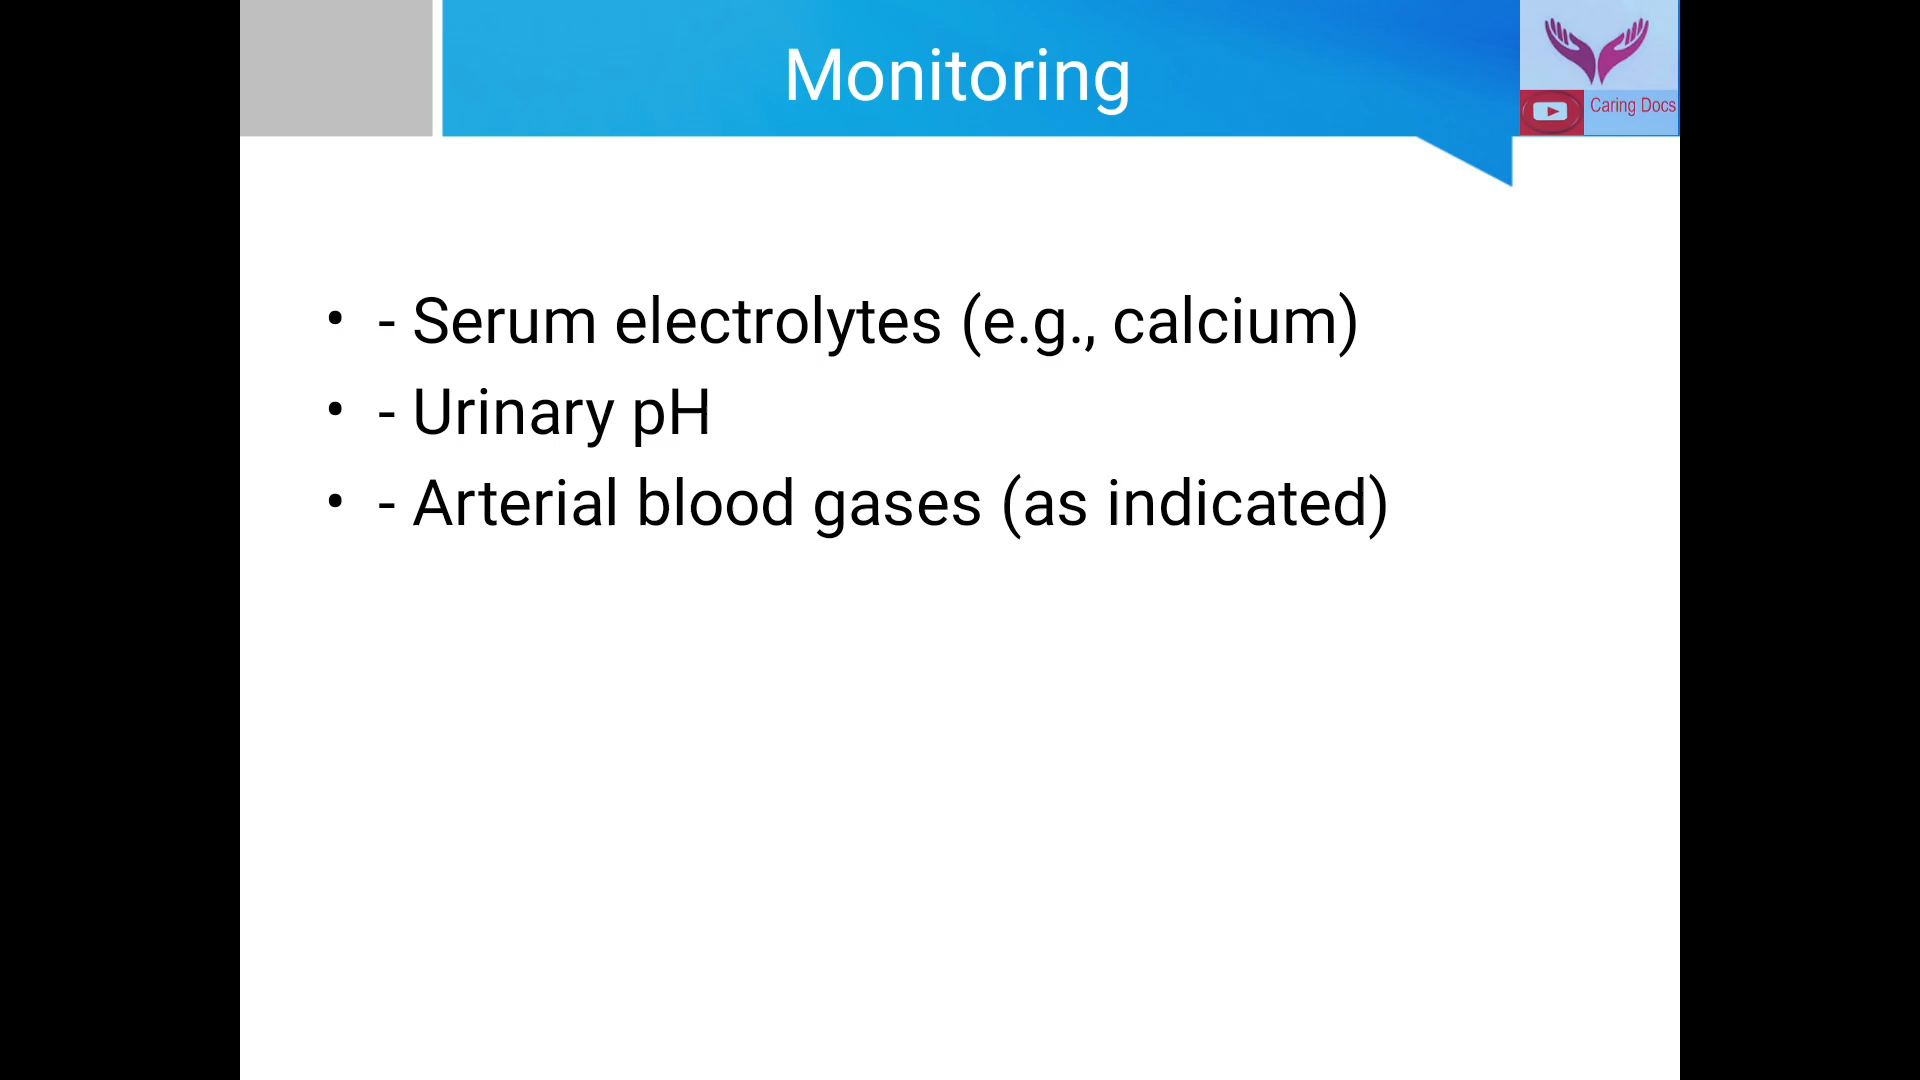 Monitoring
Caring Docs
• - Serum electrolytes (e.g., calcium)
• - Urinary pH
• - Arterial blood gases (as indicated)